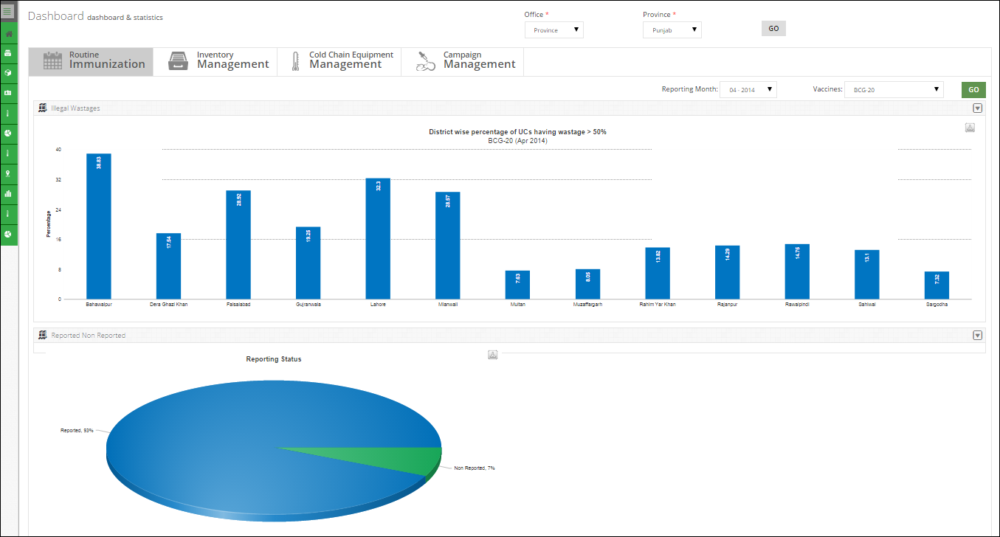 Dashboard dashboard & statistics
Office *
Province *
Province
Punjab
GO
Routine
Immunization
Inventory
Management
Cold Chain Equipment
Management
Campaign
Management
Reporting Month:
04 - 2014
Vaccines:
BCG-20
GO
Illegal Wastages
District wise percentage of UCs having wastage > 50%
BCG-20 (Apr 2014)
Percentage
40
32
24
16
8
0
38.83
17.54
28.92
19.25
32.3
28.57
7.63
8.05
13.82
14.29
14.75
13.1
7.32
Bahawalpur
Dera Ghazi Khan
Faisalabad
Gujranwala
Lahore
Mianwali
Multan
Muzaffargarh
Rahim Yar Khan
Rajanpur
Rawalpindi
Sahiwal
Sargodha
Reported Non Reported
Reporting Status
Reported, 93%
Non Reported, 7%